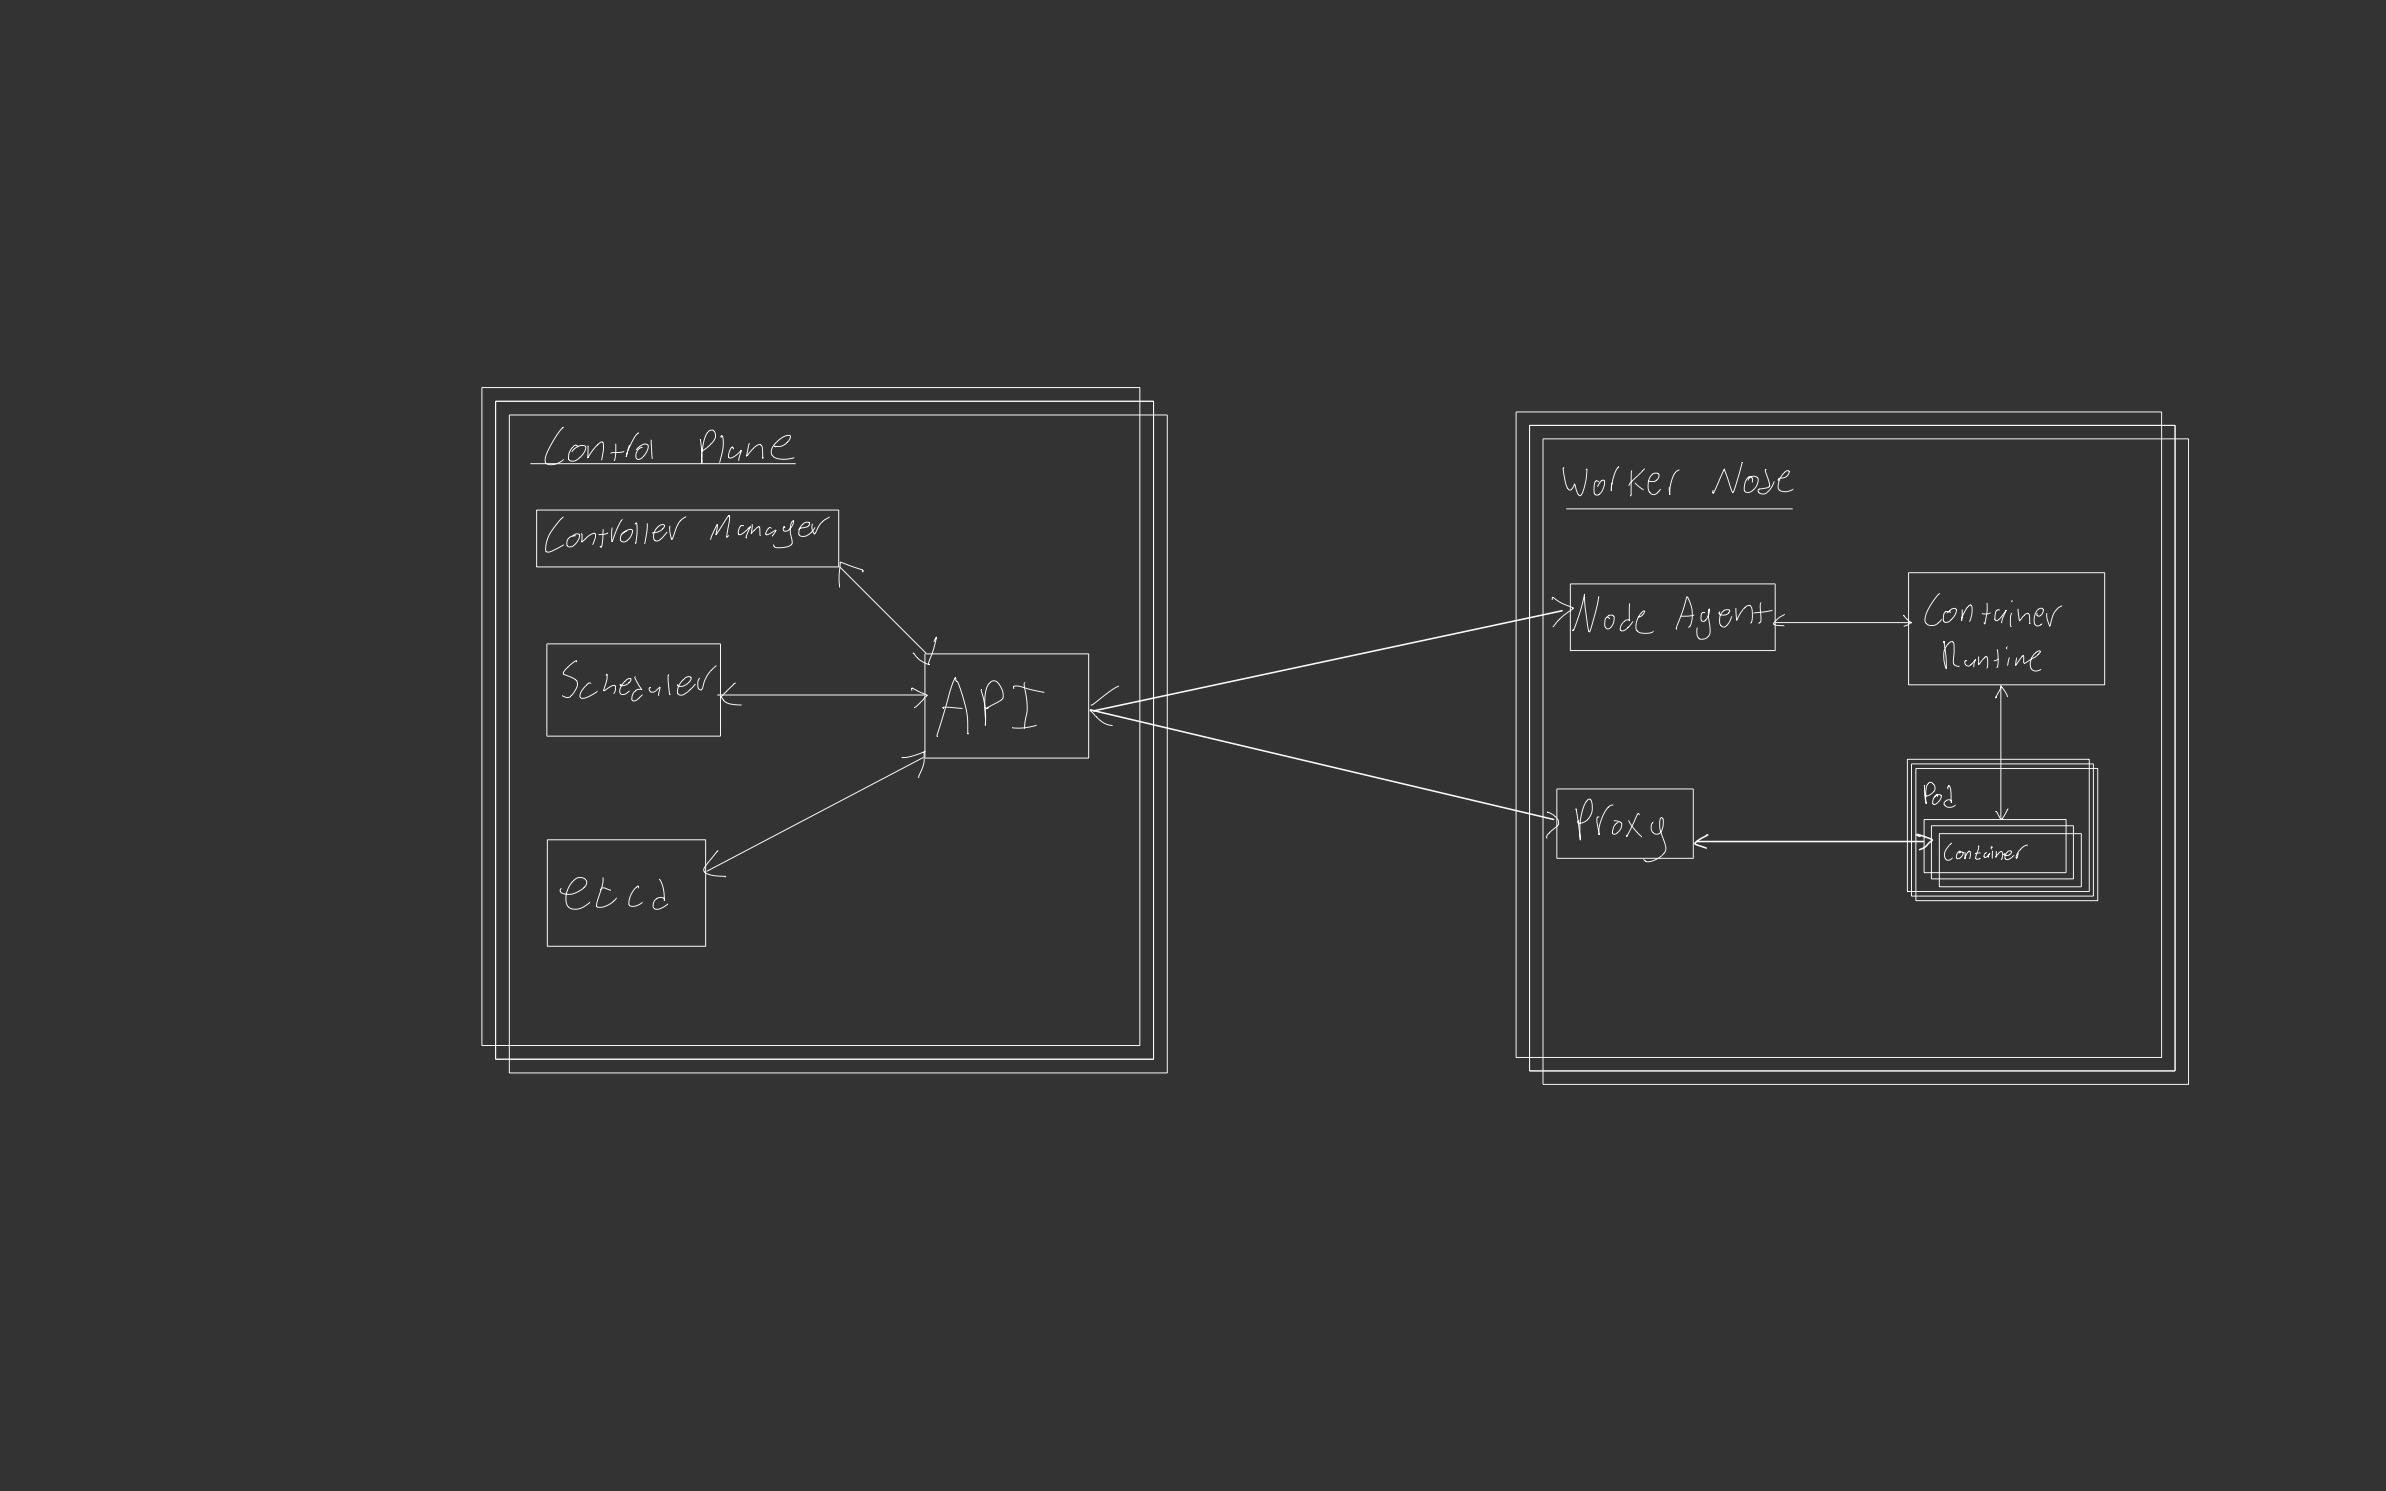 Control Plane
Controller Manager
Scheduler
API
etcd
Worker Node
Node Agent
Container
Runtime
Proxy
Pod
Container